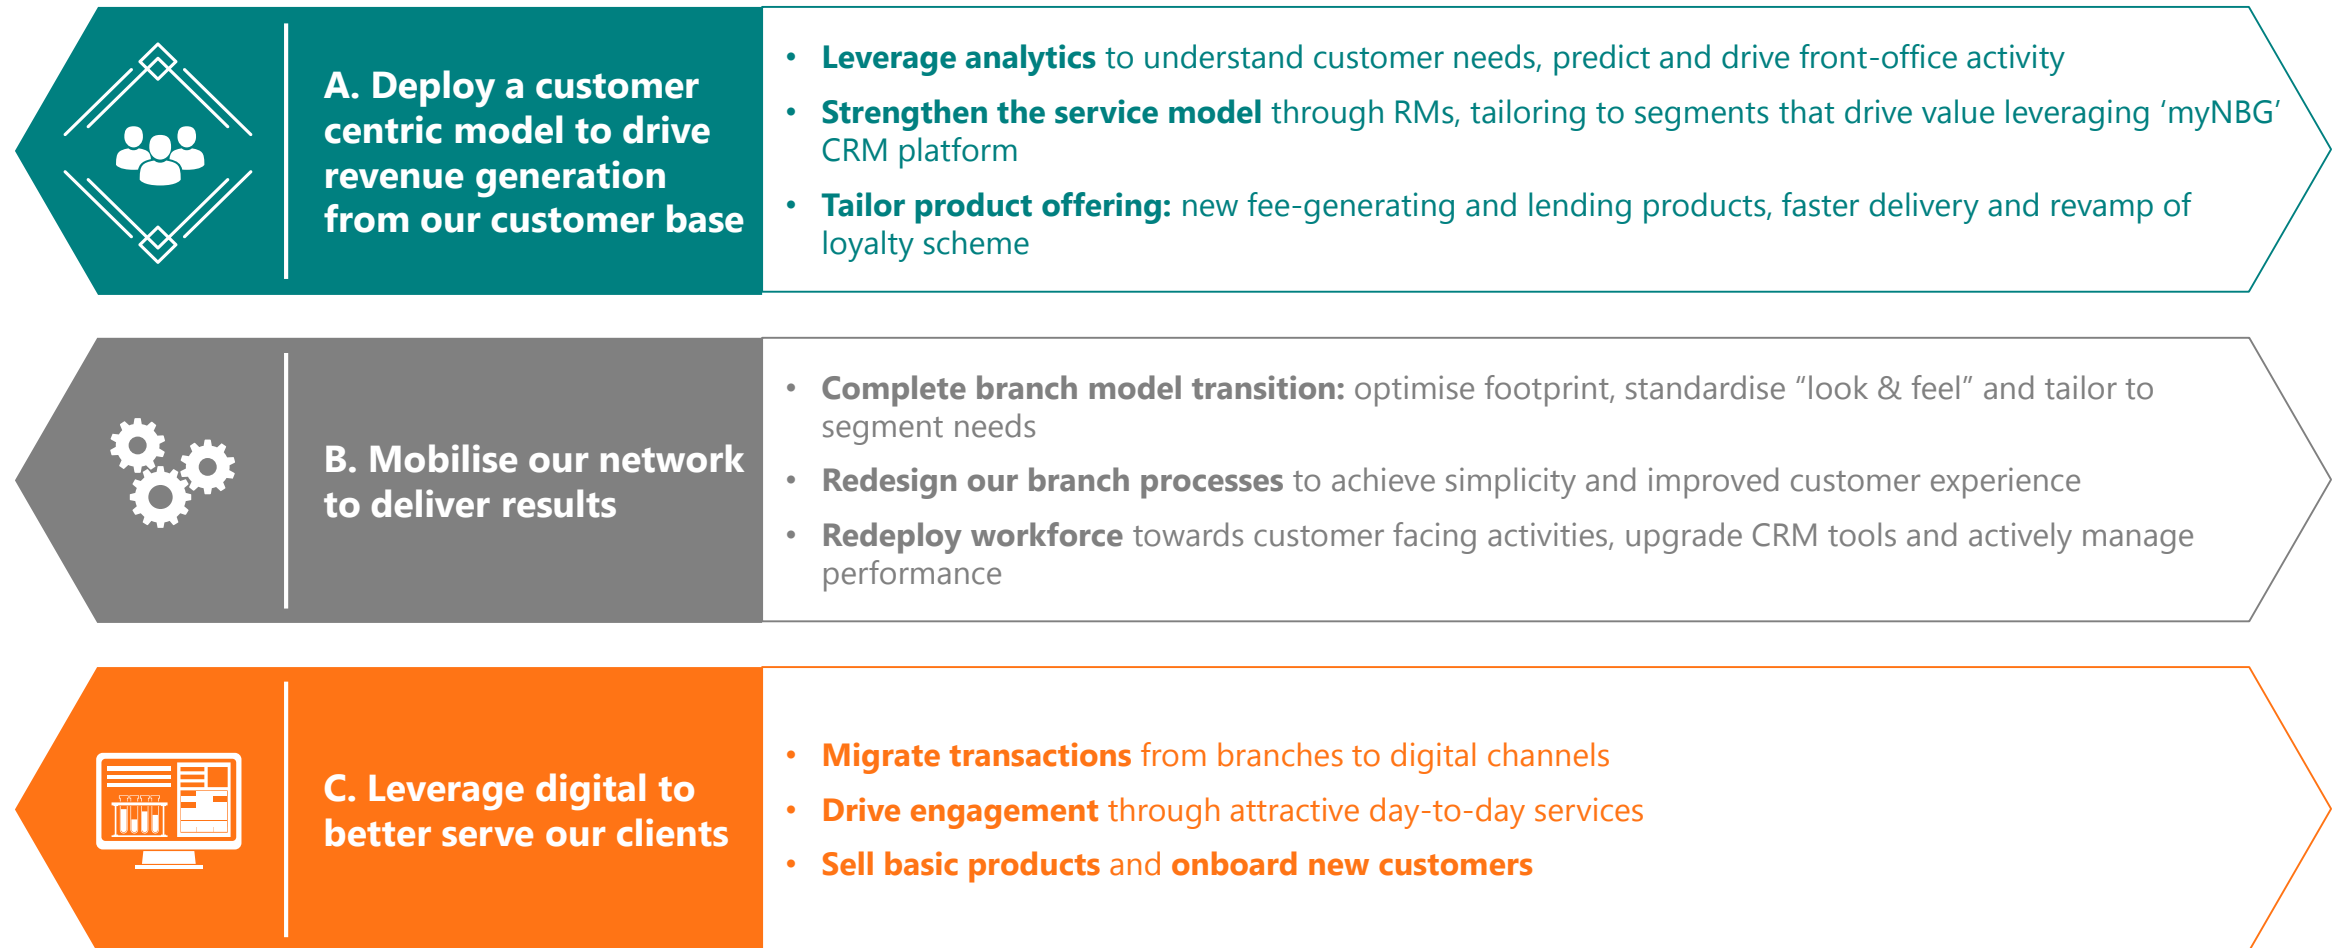 A. Deploy a customer
centric model to drive
revenue generation
from our customer base
• Leverage analytics to understand customer needs, predict and drive front-office activity
• Strengthen the service model through RMs, tailoring to segments that drive value leveraging ‘myNBG’
CRM platform
• Tailor product offering: new fee-generating and lending products, faster delivery and revamp of
loyalty scheme
B. Mobilise our network
to deliver results
• Complete branch model transition: optimise footprint, standardise “look & feel” and tailor to
segment needs
• Redesign our branch processes to achieve simplicity and improved customer experience
• Redeploy workforce towards customer facing activities, upgrade CRM tools and actively manage
performance
C. Leverage digital to
better serve our clients
• Migrate transactions from branches to digital channels
• Drive engagement through attractive day-to-day services
• Sell basic products and onboard new customers